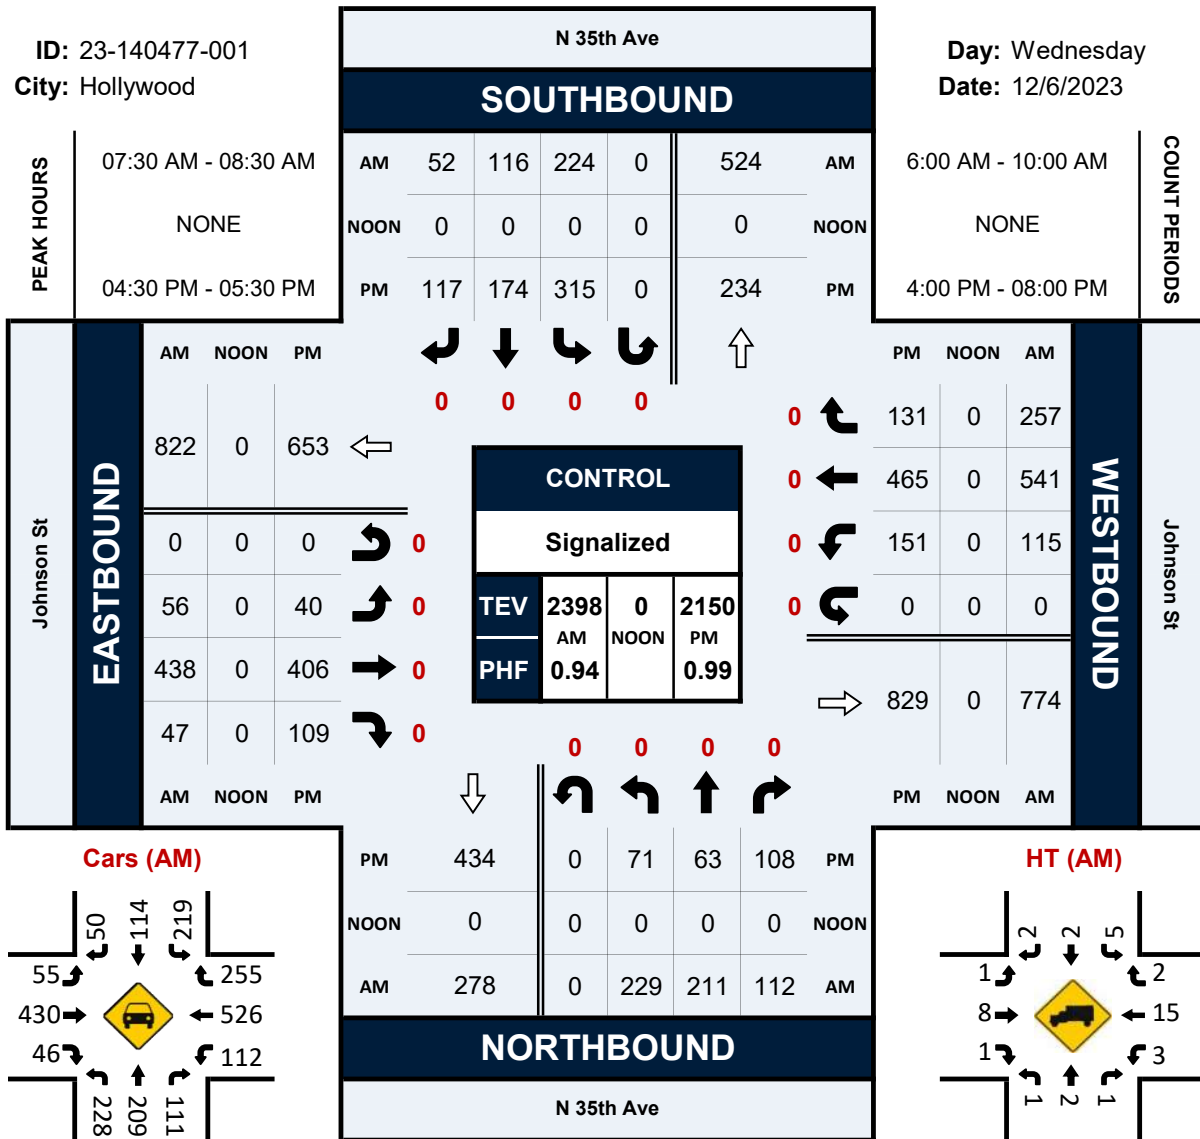 N 35th Ave
ID: 23-140477-001
Day: Wednesday
City: Hollywood
Date: 12/6/2023
SOUTHBOUND
PEAK HOURS
07:30 AM - 08:30 AM
NONE
04:30 PM - 05:30 PM
AM 52 116 224 0 524 AM
NOON 0 0 0 0 0 NOON
PM 117 174 315 0 234 PM
6:00 AM - 10:00 AM
NONE
4:00 PM - 08:00 PM
COUNT PERIODS
0 0 0 0
Johnson St
EASTBOUND
AM NOON PM
822 0 653
0 0 0 0
56 0 40 0
438 0 406 0
47 0 109 0
AM NOON PM
CONTROL
Signalized
TEV 2398 0 2150
AM NOON PM
PHF 0.94 0.99
PM NOON AM
0 131 0 257
0 465 0 541
0 151 0 115
0 0 0 0
829 0 774
PM NOON AM
WESTBOUND
Johnson St
0 0 0 0
PM 434 0 71 63 108 PM
NOON 0 0 0 0 0 NOON
AM 278 0 229 211 112 AM
NORTHBOUND
N 35th Ave
Cars (AM)
50 114 219
55 255
430 526
46 112
228 209 111
HT (AM)
2 2 5
1 2
8 15
1 3
1 2 1